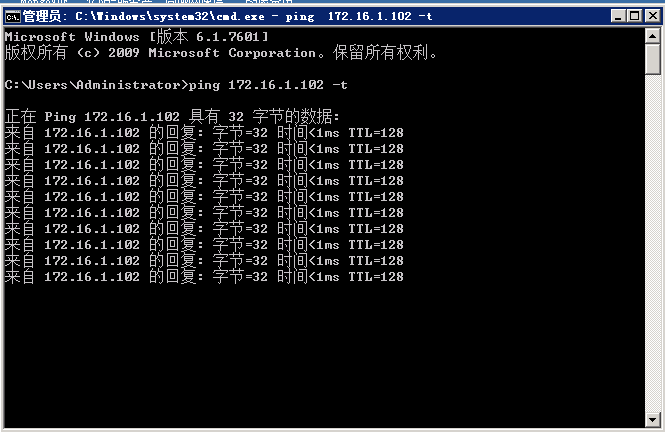 管理员: C:\Windows\system32\cmd.exe - ping  172.16.1.102 -t
Microsoft Windows [版本 6.1.7601]
版权所有 (c) 2009 Microsoft Corporation。保留所有权利。
C:\Users\Administrator>ping 172.16.1.102 -t
正在 Ping 172.16.1.102 具有 32 字节的数据:
来自 172.16.1.102 的回复: 字节=32 时间<1ms TTL=128
来自 172.16.1.102 的回复: 字节=32 时间<1ms TTL=128
来自 172.16.1.102 的回复: 字节=32 时间<1ms TTL=128
来自 172.16.1.102 的回复: 字节=32 时间<1ms TTL=128
来自 172.16.1.102 的回复: 字节=32 时间<1ms TTL=128
来自 172.16.1.102 的回复: 字节=32 时间<1ms TTL=128
来自 172.16.1.102 的回复: 字节=32 时间<1ms TTL=128
来自 172.16.1.102 的回复: 字节=32 时间<1ms TTL=128
来自 172.16.1.102 的回复: 字节=32 时间<1ms TTL=128
来自 172.16.1.102 的回复: 字节=32 时间<1ms TTL=128